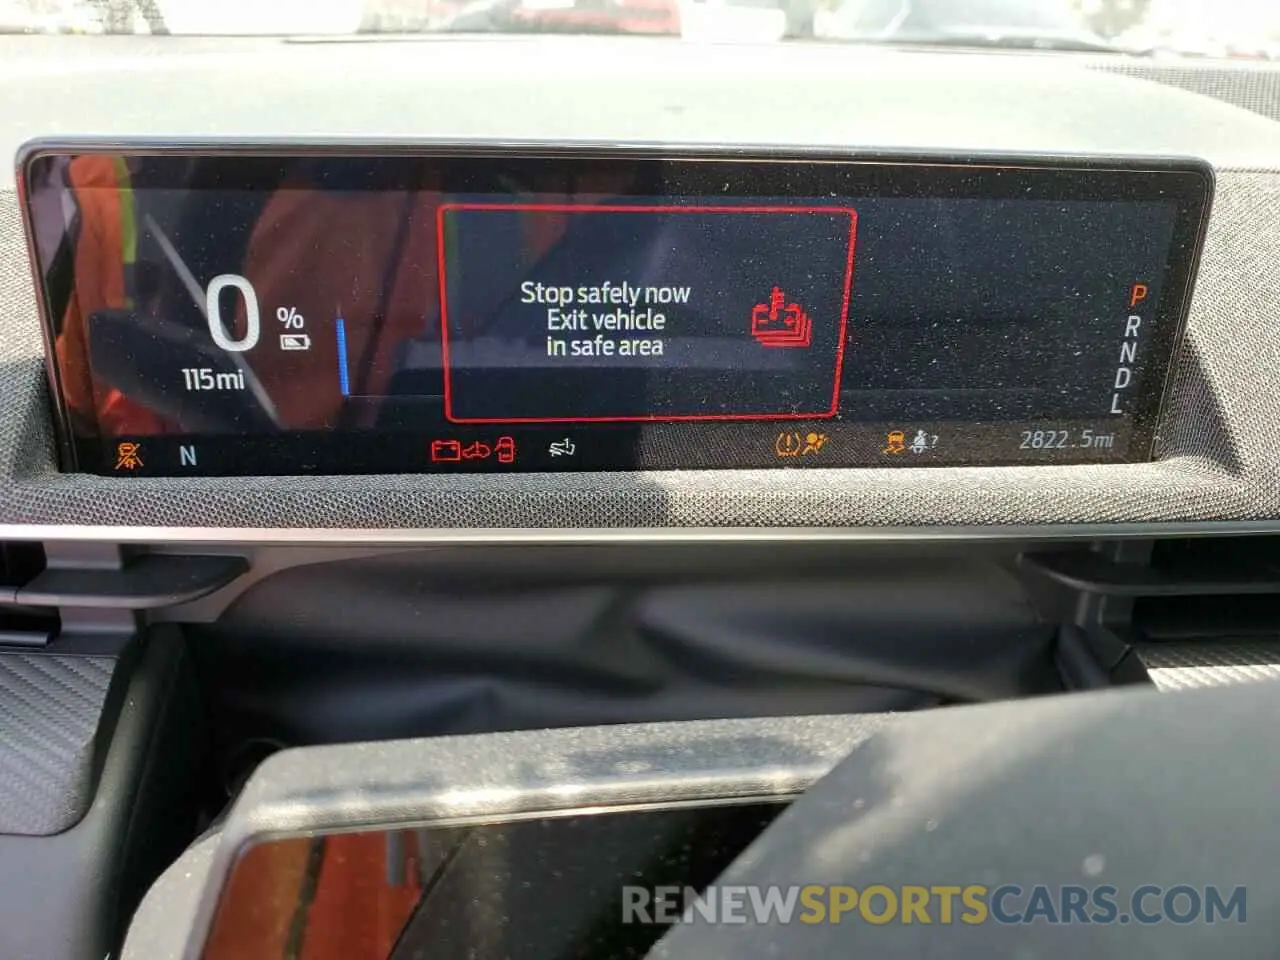 0 %
115mi
Stop safely now
Exit vehicle
in safe area
P
R
N
D
L
N
?
2822.5mi
RENEWSPORTSCARS.COM